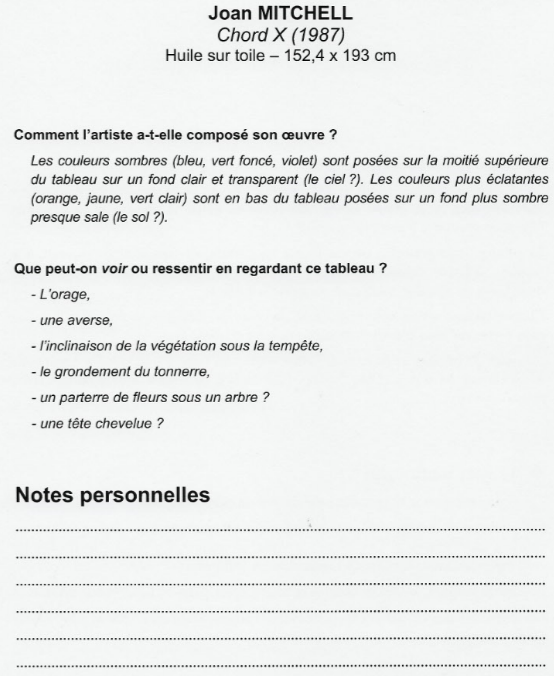 Joan MITCHELL
Chord X (1987)
Huile sur toile – 152,4 x 193 cm
Comment l'artiste a-t-elle composé son œuvre ?
Les couleurs sombres (bleu, vert foncé, violet) sont posées sur la moitié supérieure
du tableau sur un fond clair et transparent (le ciel ?). Les couleurs plus éclatantes
(orange, jaune, vert clair) sont en bas du tableau posées sur un fond plus sombre
presque sale (le sol ?).
Que peut-on voir ou ressentir en regardant ce tableau ?
- L'orage,
- une averse,
- l'inclinaison de la végétation sous la tempête,
- le grondement du tonnerre,
- un parterre de fleurs sous un arbre ?
- une tête chevelue ?
Notes personnelles